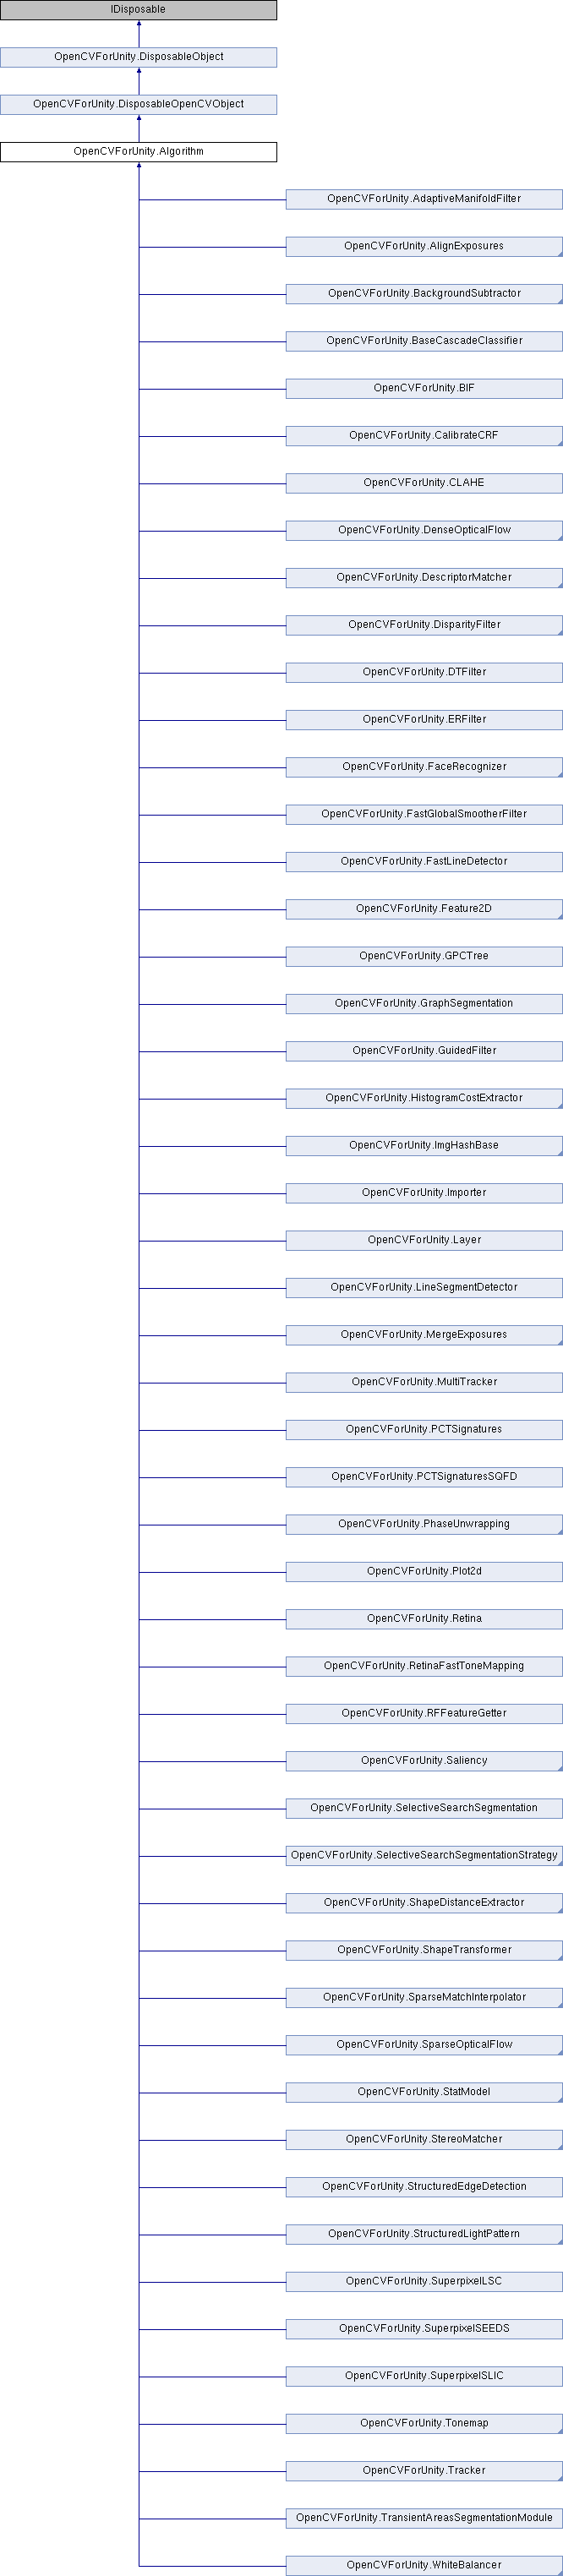 IDisposable
OpenCVForUnity.DisposableObject
OpenCVForUnity.DisposableOpenCVObject
OpenCVForUnity.Algorithm
OpenCVForUnity.AdaptiveManifoldFilter
OpenCVForUnity.AlignExposures
OpenCVForUnity.BackgroundSubtractor
OpenCVForUnity.BaseCascadeClassifier
OpenCVForUnity.BIF
OpenCVForUnity.CalibrateCRF
OpenCVForUnity.CLAHE
OpenCVForUnity.DenseOpticalFlow
OpenCVForUnity.DescriptorMatcher
OpenCVForUnity.DisparityFilter
OpenCVForUnity.DTFilter
OpenCVForUnity.ERFilter
OpenCVForUnity.FaceRecognizer
OpenCVForUnity.FastGlobalSmootherFilter
OpenCVForUnity.FastLineDetector
OpenCVForUnity.Feature2D
OpenCVForUnity.GPCTree
OpenCVForUnity.GraphSegmentation
OpenCVForUnity.GuidedFilter
OpenCVForUnity.HistogramCostExtractor
OpenCVForUnity.ImgHashBase
OpenCVForUnity.Importer
OpenCVForUnity.Layer
OpenCVForUnity.LineSegmentDetector
OpenCVForUnity.MergeExposures
OpenCVForUnity.MultiTracker
OpenCVForUnity.PCTSignatures
OpenCVForUnity.PCTSignaturesSQFD
OpenCVForUnity.PhaseUnwrapping
OpenCVForUnity.Plot2d
OpenCVForUnity.Retina
OpenCVForUnity.RetinaFastToneMapping
OpenCVForUnity.RFFeatureGetter
OpenCVForUnity.Saliency
OpenCVForUnity.SelectiveSearchSegmentation
OpenCVForUnity.SelectiveSearchSegmentationStrategy
OpenCVForUnity.ShapeDistanceExtractor
OpenCVForUnity.ShapeTransformer
OpenCVForUnity.SparseMatchInterpolator
OpenCVForUnity.SparseOpticalFlow
OpenCVForUnity.StatModel
OpenCVForUnity.StereoMatcher
OpenCVForUnity.StructuredEdgeDetection
OpenCVForUnity.StructuredLightPattern
OpenCVForUnity.SuperpixelLSC
OpenCVForUnity.SuperpixelSEEDS
OpenCVForUnity.SuperpixelSLIC
OpenCVForUnity.Tonemap
OpenCVForUnity.Tracker
OpenCVForUnity.TransientAreasSegmentationModule
OpenCVForUnity.WhiteBalancer